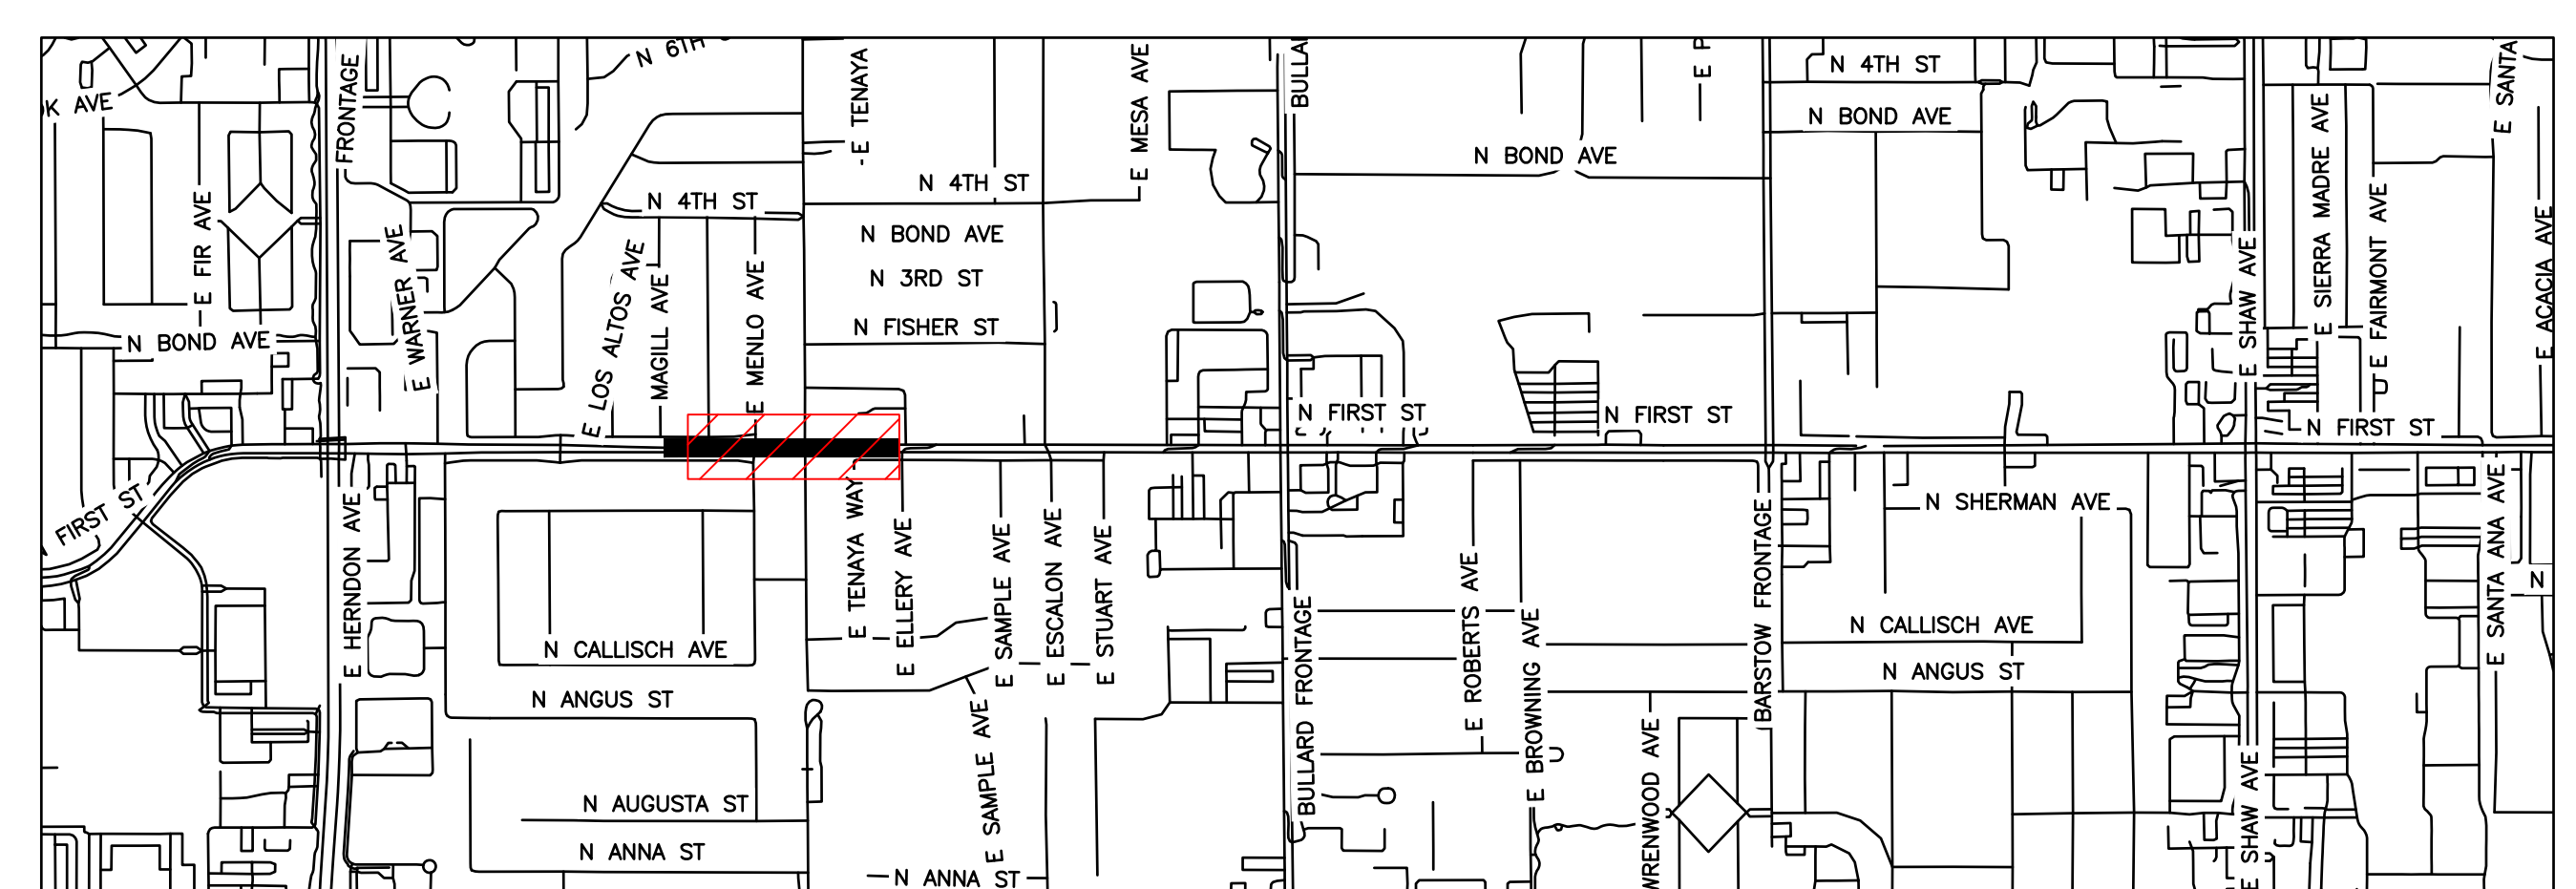 N 6TH
FRONTAGE
E TENAYA
E MESA AVE
BULLA
E P
N 4TH ST
E SANTA
K AVE
N BOND AVE
N BOND AVE
N 4TH ST
N 4TH ST
E FIR AVE
E WARNER AVE
N BOND AVE
N 3RD ST
N FISHER ST
E LOS ALTOS AVE
MAGILL AVE
E MENLO AVE
E SHAW AVE
E SIERRA MADRE AVE
E FAIRMONT AVE
E ACACIA AVE
N BOND AVE
N FIRST ST
N FIRST ST
N FIRST ST
FIRST ST
E HERNDON AVE
E TENAYA WAY
E ELLERY AVE
E SAMPLE AVE
E ESCALON AVE
E STUART AVE
N SHERMAN AVE
BARSTOW FRONTAGE
E SANTA ANA AVE
N
E ROBERTS AVE
E BROWNING AVE
BULLARD FRONTAGE
N CALLISCH AVE
N CALLISCH AVE
N ANGUS ST
N ANGUS ST
E SAMPLE AVE
WRENWOOD AVE
E SHAW AVE
N AUGUSTA ST
N ANNA ST
N ANNA ST